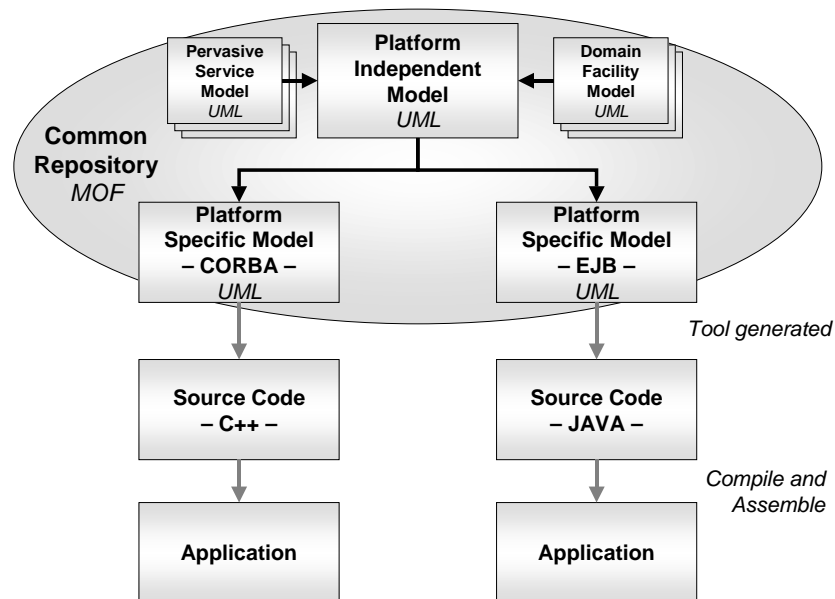 Pervasive
Service
Model
UML
Platform
Independent
Model
UML
Domain
Facility
Model
UML
Common
Repository
MOF
Platform
Specific Model
– CORBA –
UML
Platform
Specific Model
– EJB –
UML
Tool generated
Source Code
– C++ –
Source Code
– JAVA –
Compile and
Assemble
Application
Application